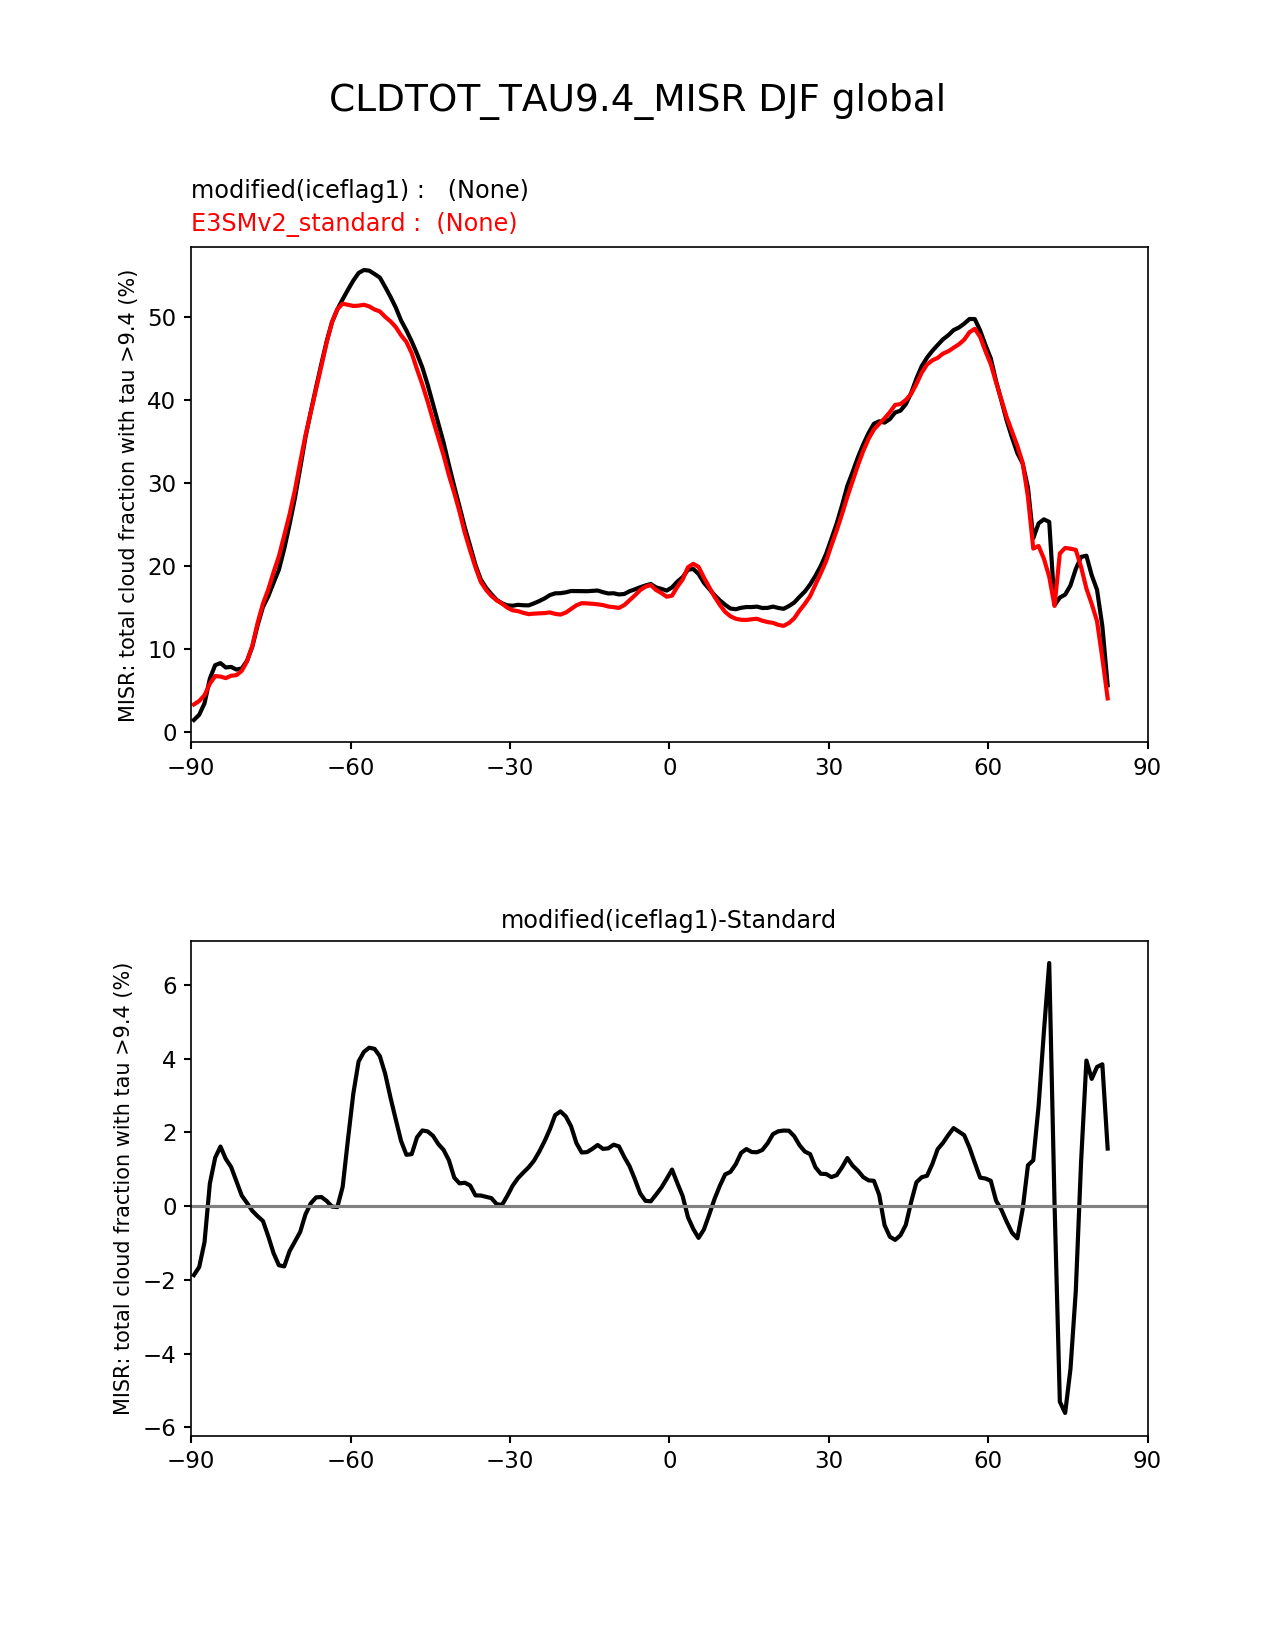 CLDTOT_TAU9.4_MISR DJF global
modified(iceflag1) :   (None)
E3SMv2_standard :  (None)
MISR: total cloud fraction with tau >9.4 (%)
50
40
30
20
10
0
−90 −60 −30 0 30 60 90
modified(iceflag1)-Standard
MISR: total cloud fraction with tau >9.4 (%)
6
4
2
0
−2
−4
−6
−90 −60 −30 0 30 60 90